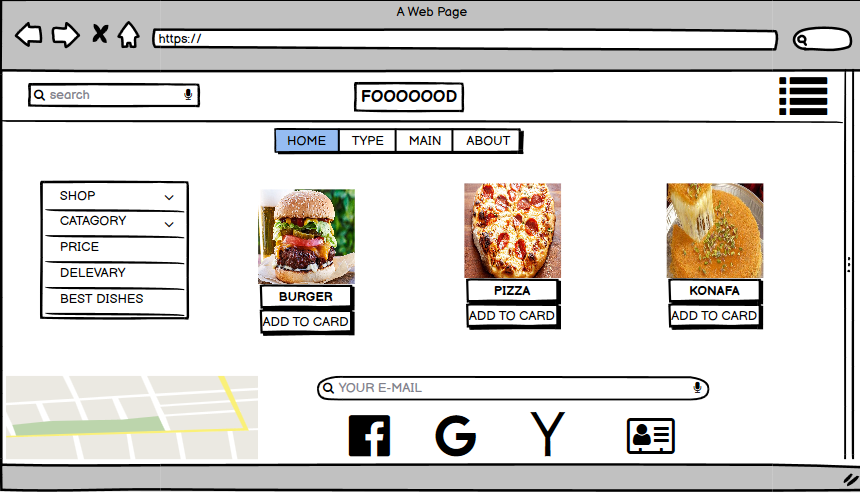 A Web Page
https://
search
FOOOOOOD
HOME TYPE MAIN ABOUT
SHOP
CATAGORY
PRICE
DELEVARY
BEST DISHES
BURGER
ADD TO CARD
PIZZA
ADD TO CARD
KONAFA
ADD TO CARD
YOUR E-MAIL